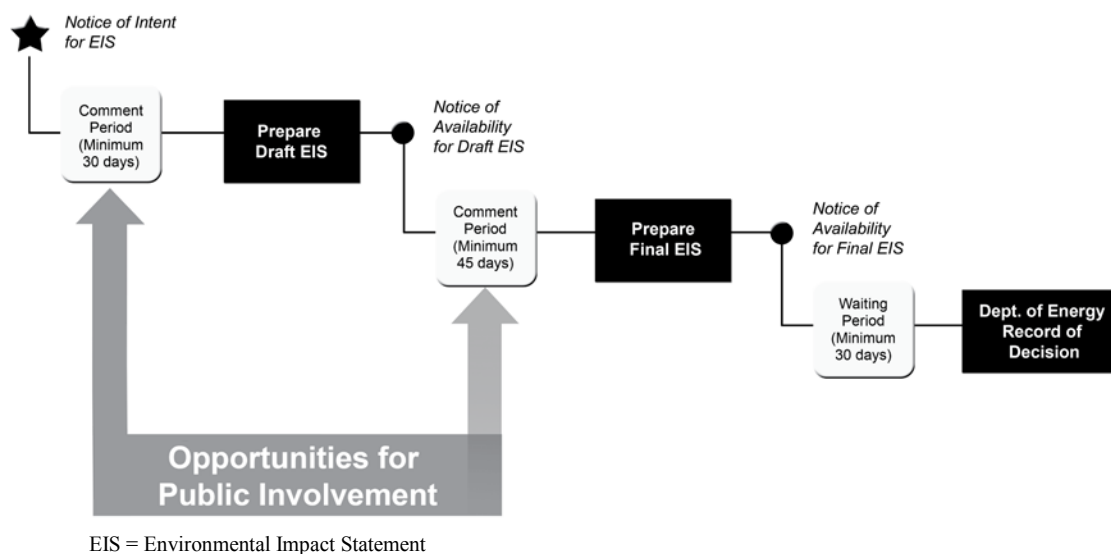 Notice of Intent
for EIS
Comment
Period
(Minimum
30 days)
Prepare
Draft EIS
Notice of
Availability
for Draft EIS
Comment
Period
(Minimum
45 days)
Prepare
Final EIS
Notice of
Availability
for Final EIS
Waiting
Period
(Minimum
30 days)
Dept. of Energy
Record of
Decision
Opportunities for
Public Involvement
EIS = Environmental Impact Statement